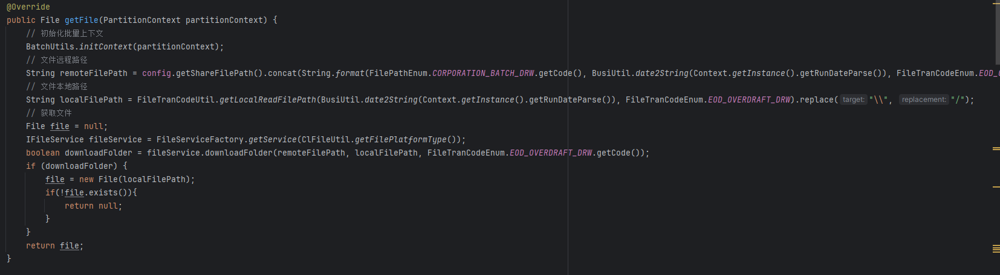 @Override
public File getFile(PartitionContext partitionContext) {
// 初始化批量上下文
BatchUtils.initContext(partitionContext);
// 文件远程路径
String remoteFilePath = config.getShareFilePath().concat(String.format(FilePathEnum.CORPORATION_BATCH_DRW.getCode(), BusiUtil.date2String(Context.getInstance().getRunDateParse()), FileTranCodeEnum.EOD_
// 文件本地路径
String localFilePath = FileTranCodeUtil.getLocalReadFilePath(BusiUtil.date2String(Context.getInstance().getRunDateParse()), FileTranCodeEnum.EOD_OVERDRAFT_DRW).replace( target: "\\", replacement: "/");
// 获取文件
File file = null;
IFileService fileService = FileServiceFactory.getService(ClFileUtil.getFilePlatformType());
boolean downloadFolder = fileService.downloadFolder(remoteFilePath, localFilePath, FileTranCodeEnum.EOD_OVERDRAFT_DRW.getCode());
if (downloadFolder) {
file = new File(localFilePath);
if(!file.exists()){
return null;
}
}
return file;
}